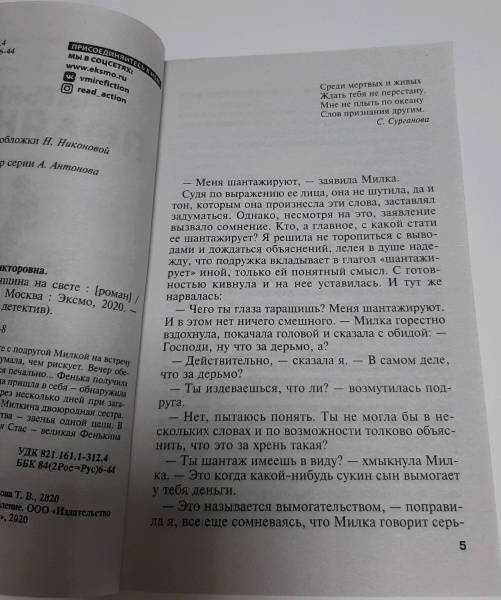 ,4
6-44
ПРИСОЕДИНЯЙТЕСЬ К НАМ
МЫ В СОЦСЕТЯХ:
www.eksmo.ru
vmirefiction
read_action
обложки Н. Никоновой
р серии А. Антонова
икторовна.
щина на свете : [роман] /
Москва : Эксмо, 2020. —
детектив).
-8
те с подругой Милкой на встречу
умала, чем рискует. Вечер обе-
ся печально... Фенька получила
а пришла в себя — обнаружила
рез несколько дней при зага-
Милкина двоюродная сестра.
тва — звенья одной цепи. В
я Стас — великая Фенькина
УДК 821.161.1-312.4
ББК 84(2Рос=Рус)6-44
ова Т. В., 2020
ление. ООО «Издательство
», 2020
Среди мертвых и живых
Ждать тебя не перестану.
Мне не плыть по океану
Слов признания другим.
С. Сурганова
— Меня шантажируют, — заявила Милка.
Судя по выражению ее лица, она не шутила, да и
тон, которым она произнесла эти слова, заставлял
задуматься. Однако, несмотря на это, заявление
вызвало сомнение. Кто, а главное, с какой стати
ее шантажирует? Я решила не торопиться с выво-
дами и дождаться объяснений, лелея в душе надеж-
ду, что подружка вкладывает в глагол «шантажи-
рует» иной, только ей понятный смысл. С готов-
ностью кивнула и на нее уставилась. И тут же
нарвалась:
— Чего ты глаза таращишь? Меня шантажируют.
И в этом нет ничего смешного. — Милка горестно
вздохнула, покачала головой и сказала с обидой: —
Господи, ну что за дерьмо, а?
— Действительно, — сказала я. — В самом деле,
что за дерьмо?
— Ты издеваешься, что ли? — возмутилась под-
руга.
— Нет, пытаюсь понять. Ты не могла бы в не-
скольких словах и по возможности толково объяс-
нить, что это за хрень такая?
— Ты шантаж имеешь в виду? — хмыкнула Мил-
ка. — Это когда какой-нибудь сукин сын вымогает
у тебя деньги.
— Это называется вымогательством, — поправи-
ла я, все еще сомневаясь, что Милка говорит серь-
5